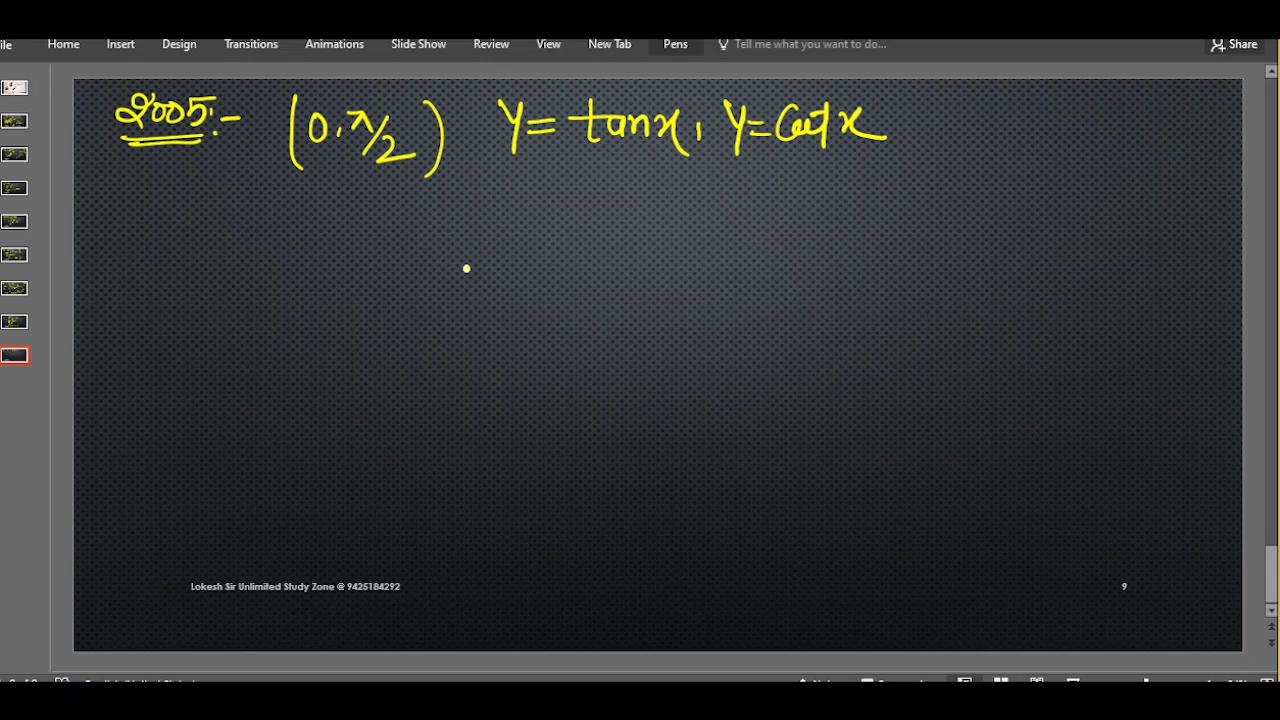 File Home Insert Design Transitions Animations Slide Show Review View New Tab Pens Tell me what you want to do... Share
2005:- (0, π/2) Y = tanx, Y = Cotx
Lokesh Sir Unlimited Study Zone @ 9425184292 9